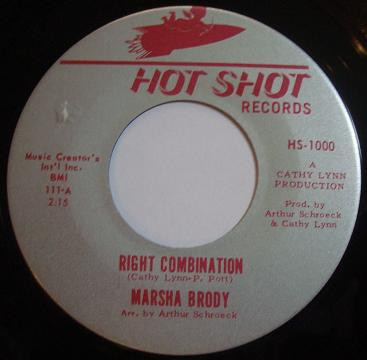 HOT SHOT
RECORDS
HS-1000
Music Creator's
Int'l Inc.
BMI
111-A
2:15
A
CATHY LYNN
PRODUCTION
Prod. by
Arthur Schroeck
& Cathy Lynn
RIGHT COMBINATION
(Cathy Lynn-P. Pott)
MARSHA BRODY
Arr. by Arthur Schroeck